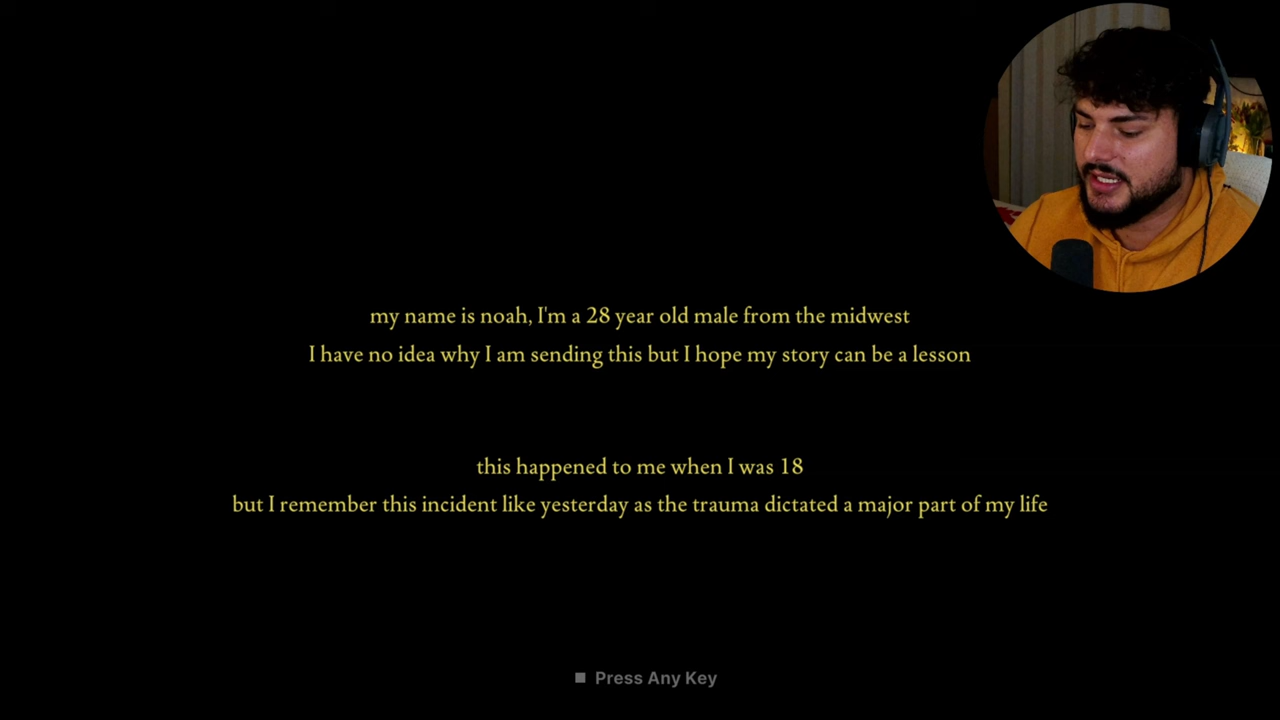 my name is noah, I'm a 28 year old male from the midwest
I have no idea why I am sending this but I hope my story can be a lesson
this happened to me when I was 18
but I remember this incident like yesterday as the trauma dictated a major part of my life
Press Any Key